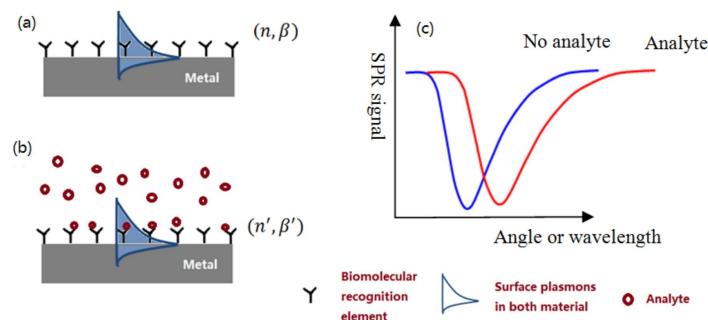 (a)
(n, β)
Metal
(b)
(n′, β′)
Metal
(c)
No analyte
Analyte
SPR signal
Angle or wavelength
Biomolecular
recognition
element
Surface plasmons
in both material
Analyte